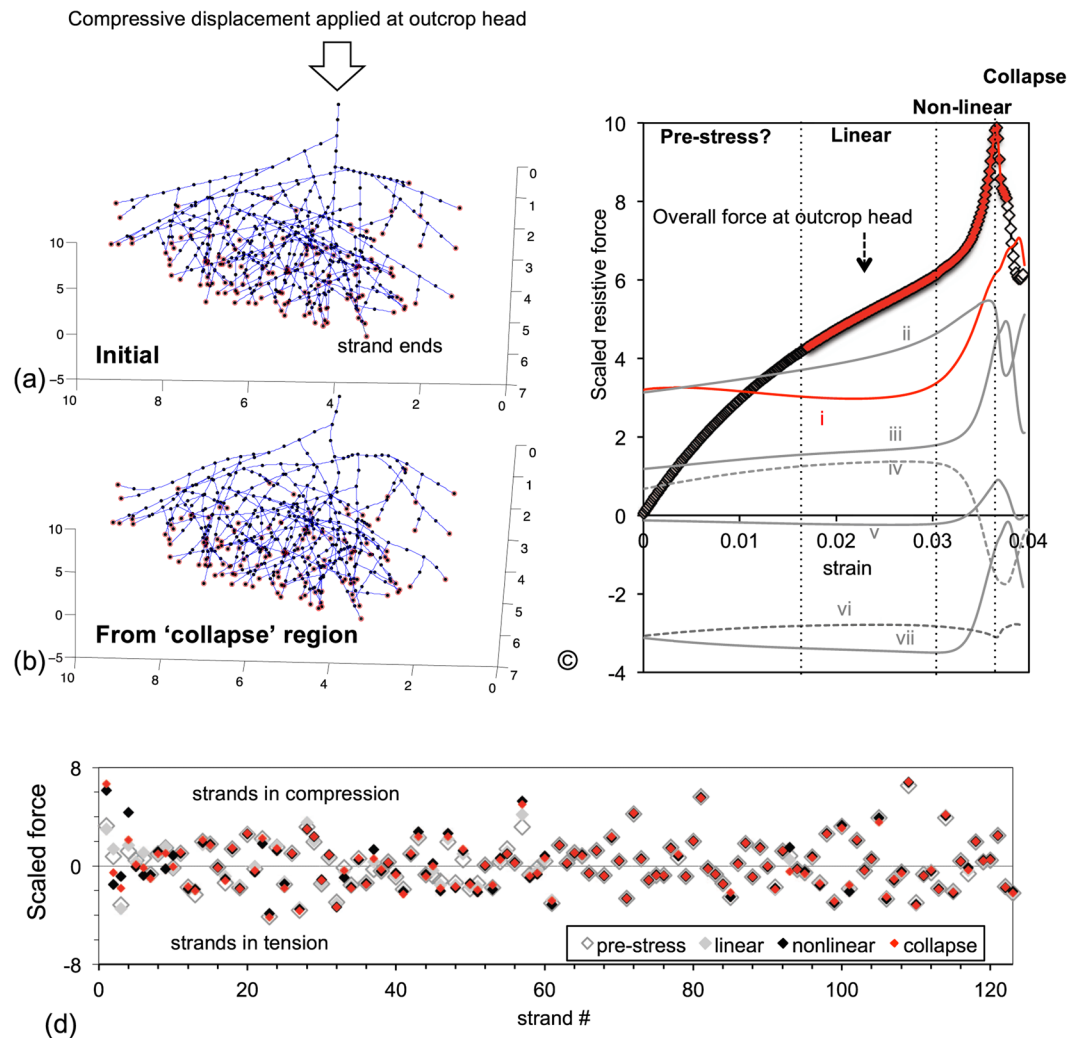 Compressive displacement applied at outcrop head
0
1
2
3
4
5
6
7
10
5
0
−5
10
8
6
4
2
0
strand ends
Initial
(a)
0
1
2
3
4
5
6
7
10
5
0
−5
10
8
6
4
2
0
From ‘collapse’ region
(b)
Collapse
Non-linear
Pre-stress?
Linear
Overall force at outcrop head
Scaled resistive force
10
8
6
4
2
0
-2
-4
0
0.01
0.02
0.03
0.04
strain
i
ii
iii
iv
v
vi
vii
©
Scaled force
8
0
-8
strands in compression
strands in tension
pre-stress linear nonlinear collapse
0 20 40 60 80 100 120
strand #
(d)